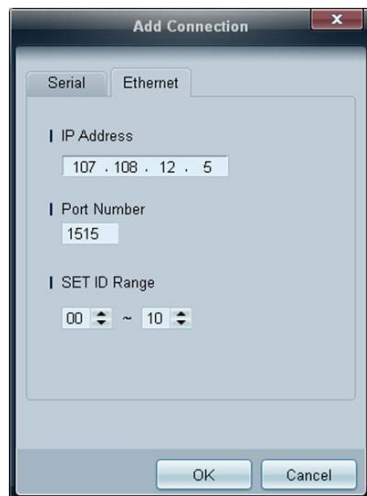 Add Connection
Serial Ethernet
IP Address
107 . 108 . 12 . 5
Port Number
1515
SET ID Range
00 ~ 10
OK Cancel